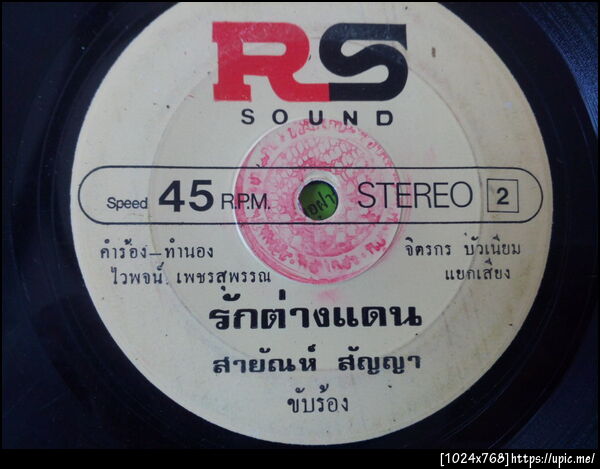 RS
SOUND
Speed 45 R.P.M. STEREO 2
คำร้อง-ทำนอง
ไวพจน์ เพชรสุพรรณ
จิตรกร บัวเนียม
แยกเสียง
รักต่างแดน
สายัณห์ สัญญา
ขับร้อง
[1024x768]https://upic.me/